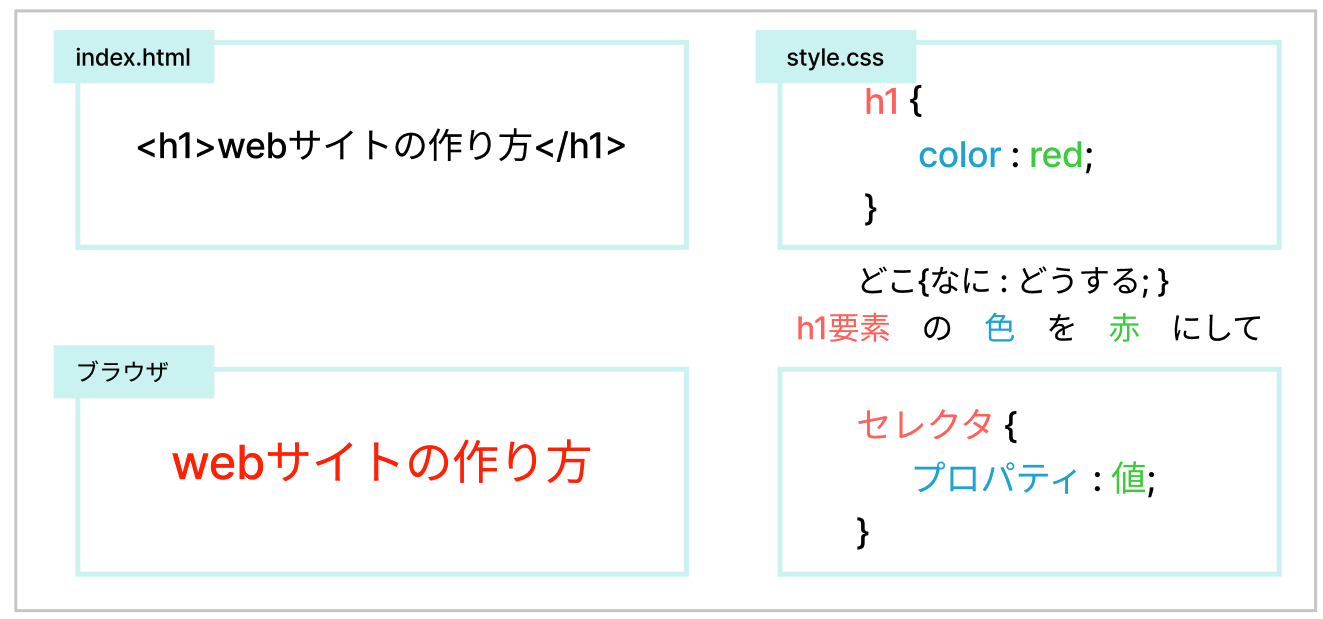 index.html
<h1>webサイトの作り方</h1>
style.css
h1 {
color : red;
}
どこ{なに : どうする; }
h1要素 の 色 を 赤 にして
ブラウザ
webサイトの作り方
セレクタ {
プロパティ : 値;
}